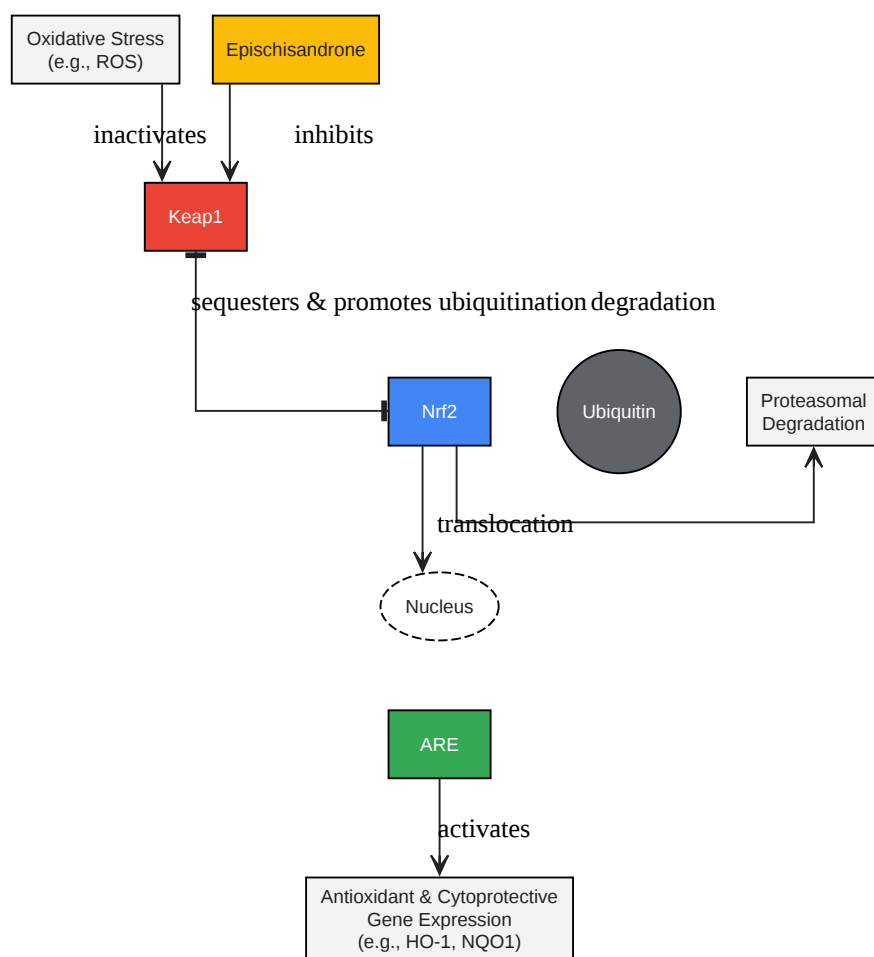 Oxidative Stress
(e.g., ROS)
Epischisandrone
inactivates
inhibits
Keap1
sequesters & promotes ubiquitination
degradation
Nrf2
Ubiquitin
Proteasomal
Degradation
translocation
Nucleus
ARE
activates
Antioxidant & Cytoprotective
Gene Expression
(e.g., HO-1, NQO1)